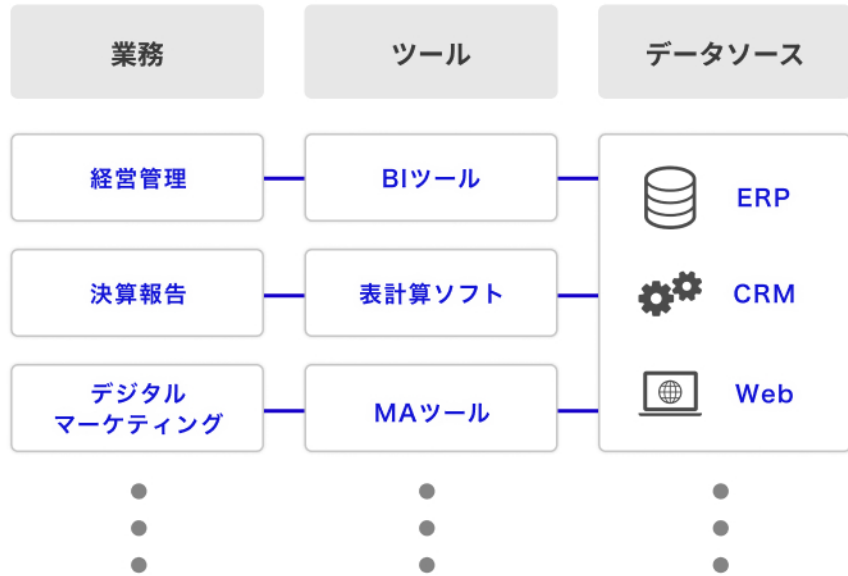 業務
ツール
データソース
経営管理
BIツール
ERP
決算報告
表計算ソフト
CRM
デジタル
マーケティング
MAツール
Web